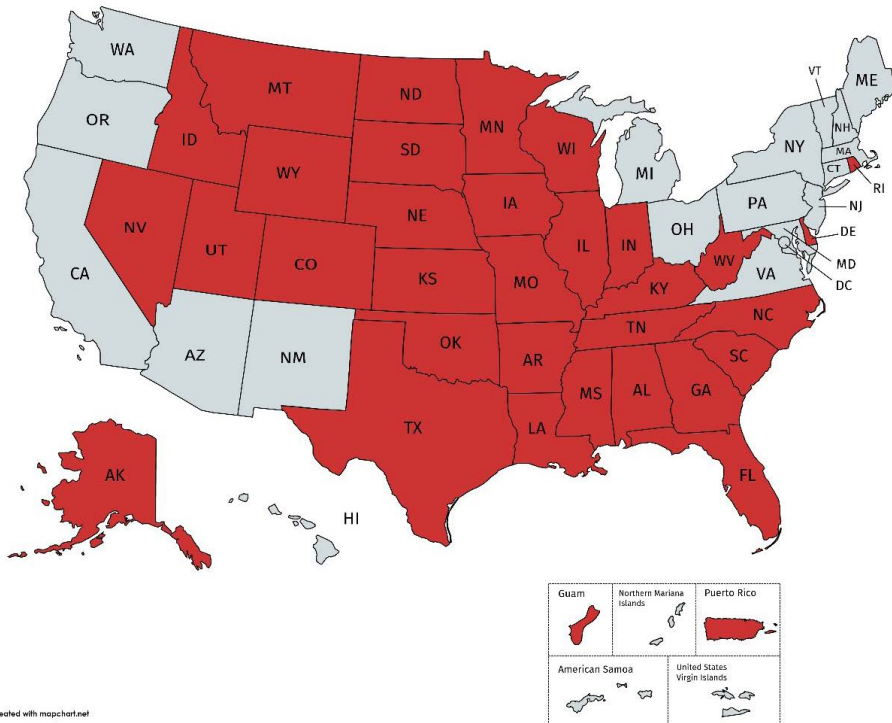 WA
OR
CA
NV
ID
MT
WY
UT
CO
AZ
NM
ND
SD
NE
KS
OK
TX
MN
IA
MO
AR
LA
WI
IL
IN
MI
OH
KY
TN
MS
AL
GA
FL
SC
NC
WV
VA
PA
NY
VT
NH
ME
MA
CT
RI
NJ
DE
MD
DC
AK
HI
Guam
Northern Mariana
Islands
Puerto Rico
American Samoa
United States
Virgin Islands
eated with mapchart.net